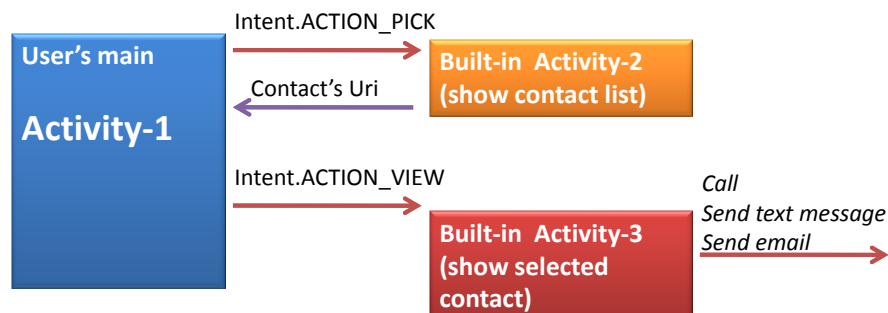 Intent.ACTION_PICK
User's main
Activity-1
Built-in Activity-2
(show contact list)
Contact's Uri
Intent.ACTION_VIEW
Built-in Activity-3
(show selected
contact)
Call
Send text message
Send email